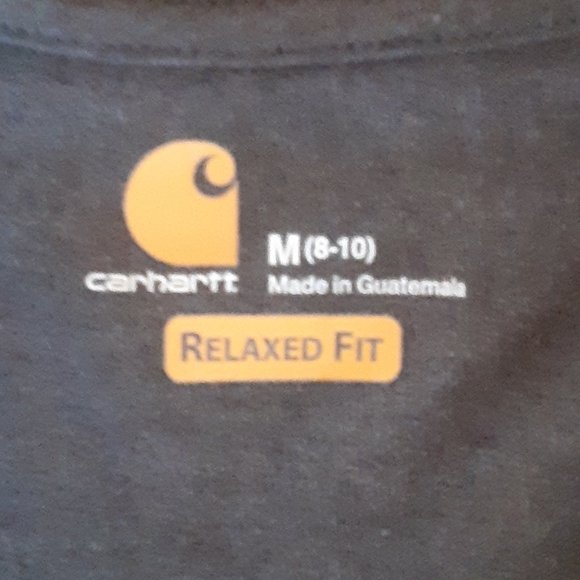 carhartt
M (8-10)
Made in Guatemala
RELAXED FIT